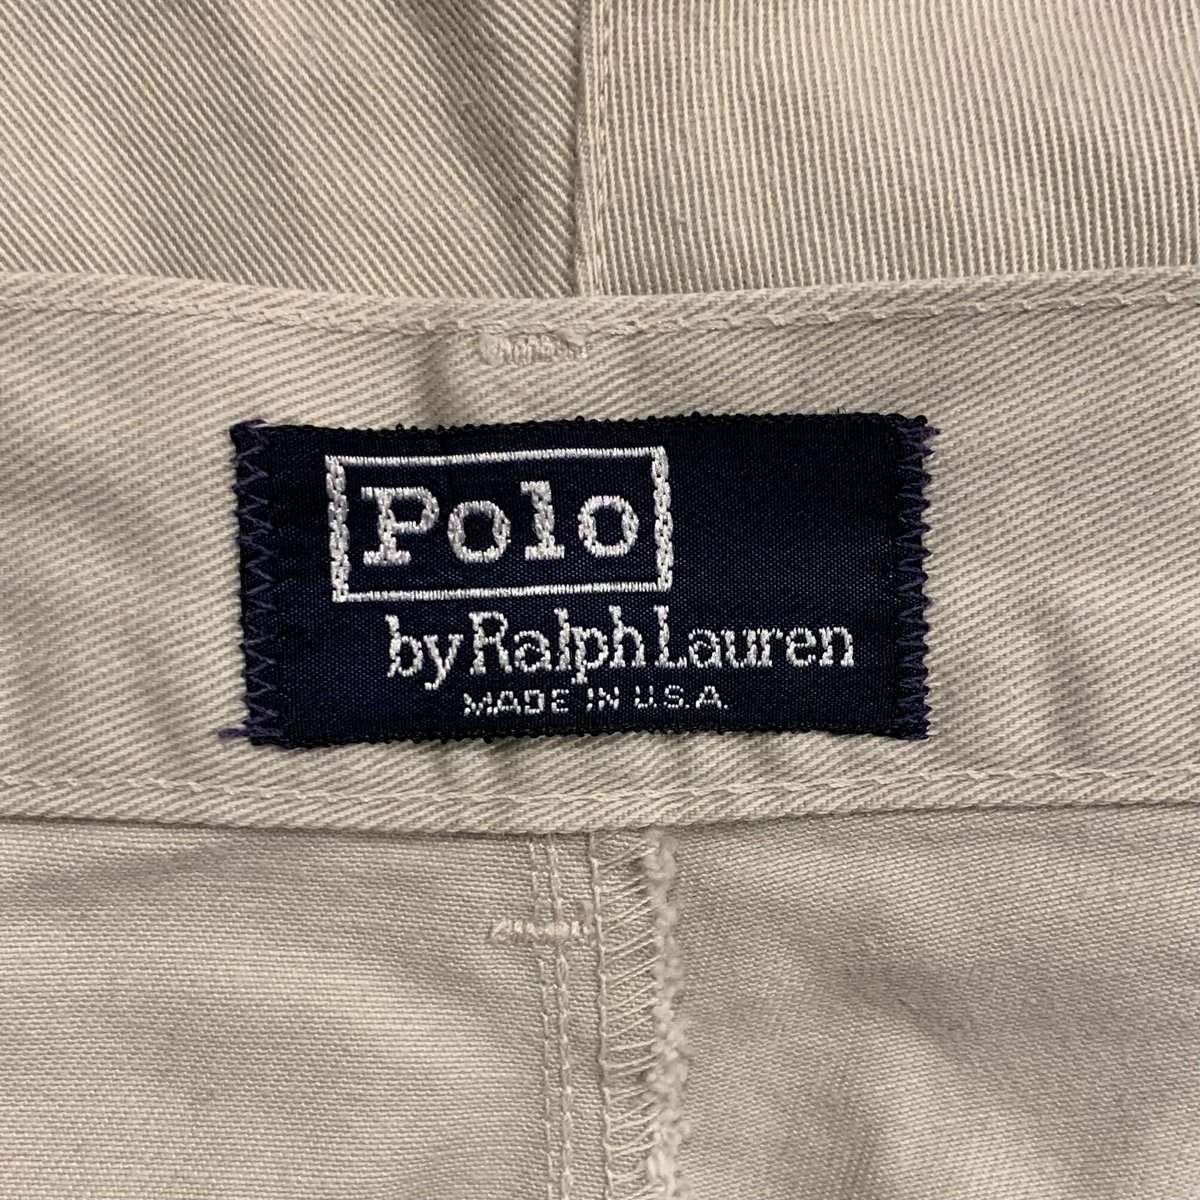 Polo
by Ralph Lauren
MADE IN U.S.A.